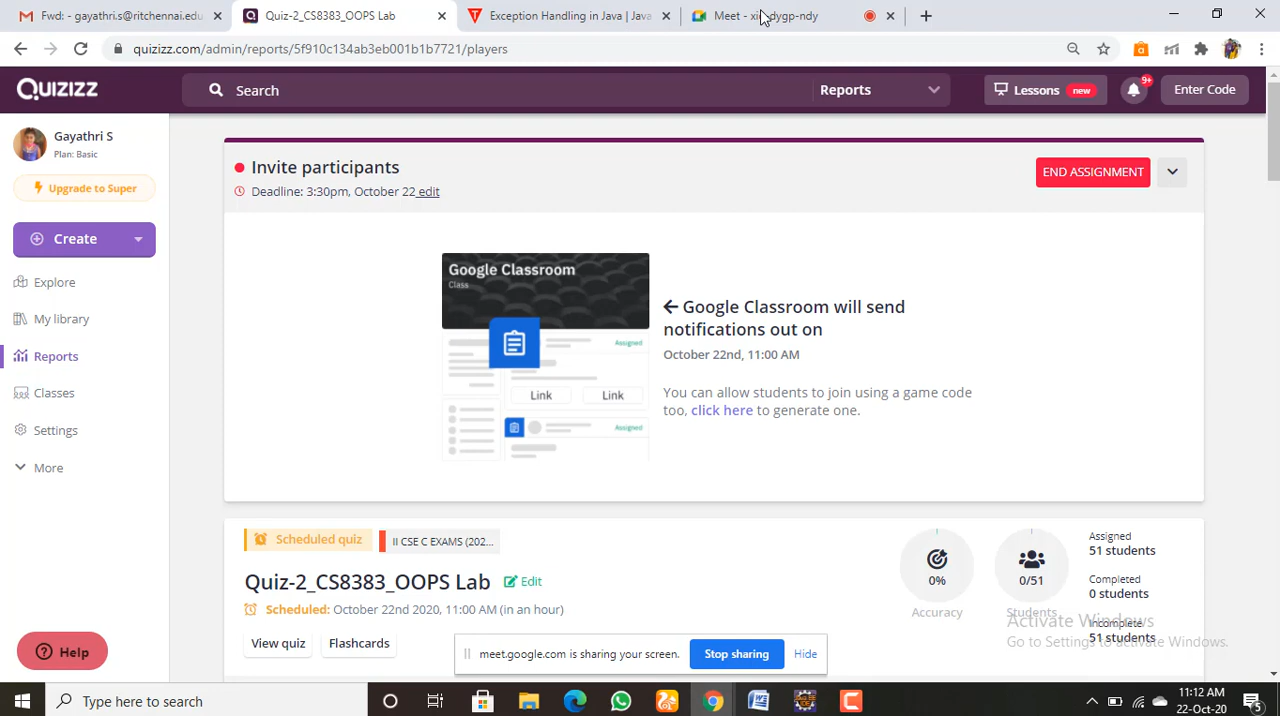 Fwd: - gayathri@ritchennai.edu
Quiz-2_CS8383_OOPS Lab
Exception Handling in Java | Java
Meet -
quizizz.com/admin/reports/5f910c134ab3eb001b1b7721/players
QUIZIZZ
Search
Reports
Lessons
new
9+
Enter Code
Gayathri S
Plan: Basic
Upgrade to Super
Create
Explore
My library
Reports
Classes
Settings
More
Help
Invite participants
Deadline: 3:30pm, October 22 edit
END ASSIGNMENT
Google Classroom
Class
Assigned
Link
Link
Assigned
Google Classroom will send
notifications out on
October 22nd, 11:00 AM
You can allow students to join using a game code
too, click here to generate one.
Scheduled quiz
II CSE C EXAMS (202...
Quiz-2_CS8383_OOPS Lab
Edit
Scheduled: October 22nd 2020, 11:00 AM (in an hour)
View quiz
Flashcards
0%
Accuracy
0/51
Students
Assigned
51 students
Completed
0 students
Incomplete
51 students
Activate Windows
Go to Settings to activate Windows.
meet.google.com is sharing your screen.
Stop sharing
Hide
Type here to search
11:12 AM
22-Oct-20
5